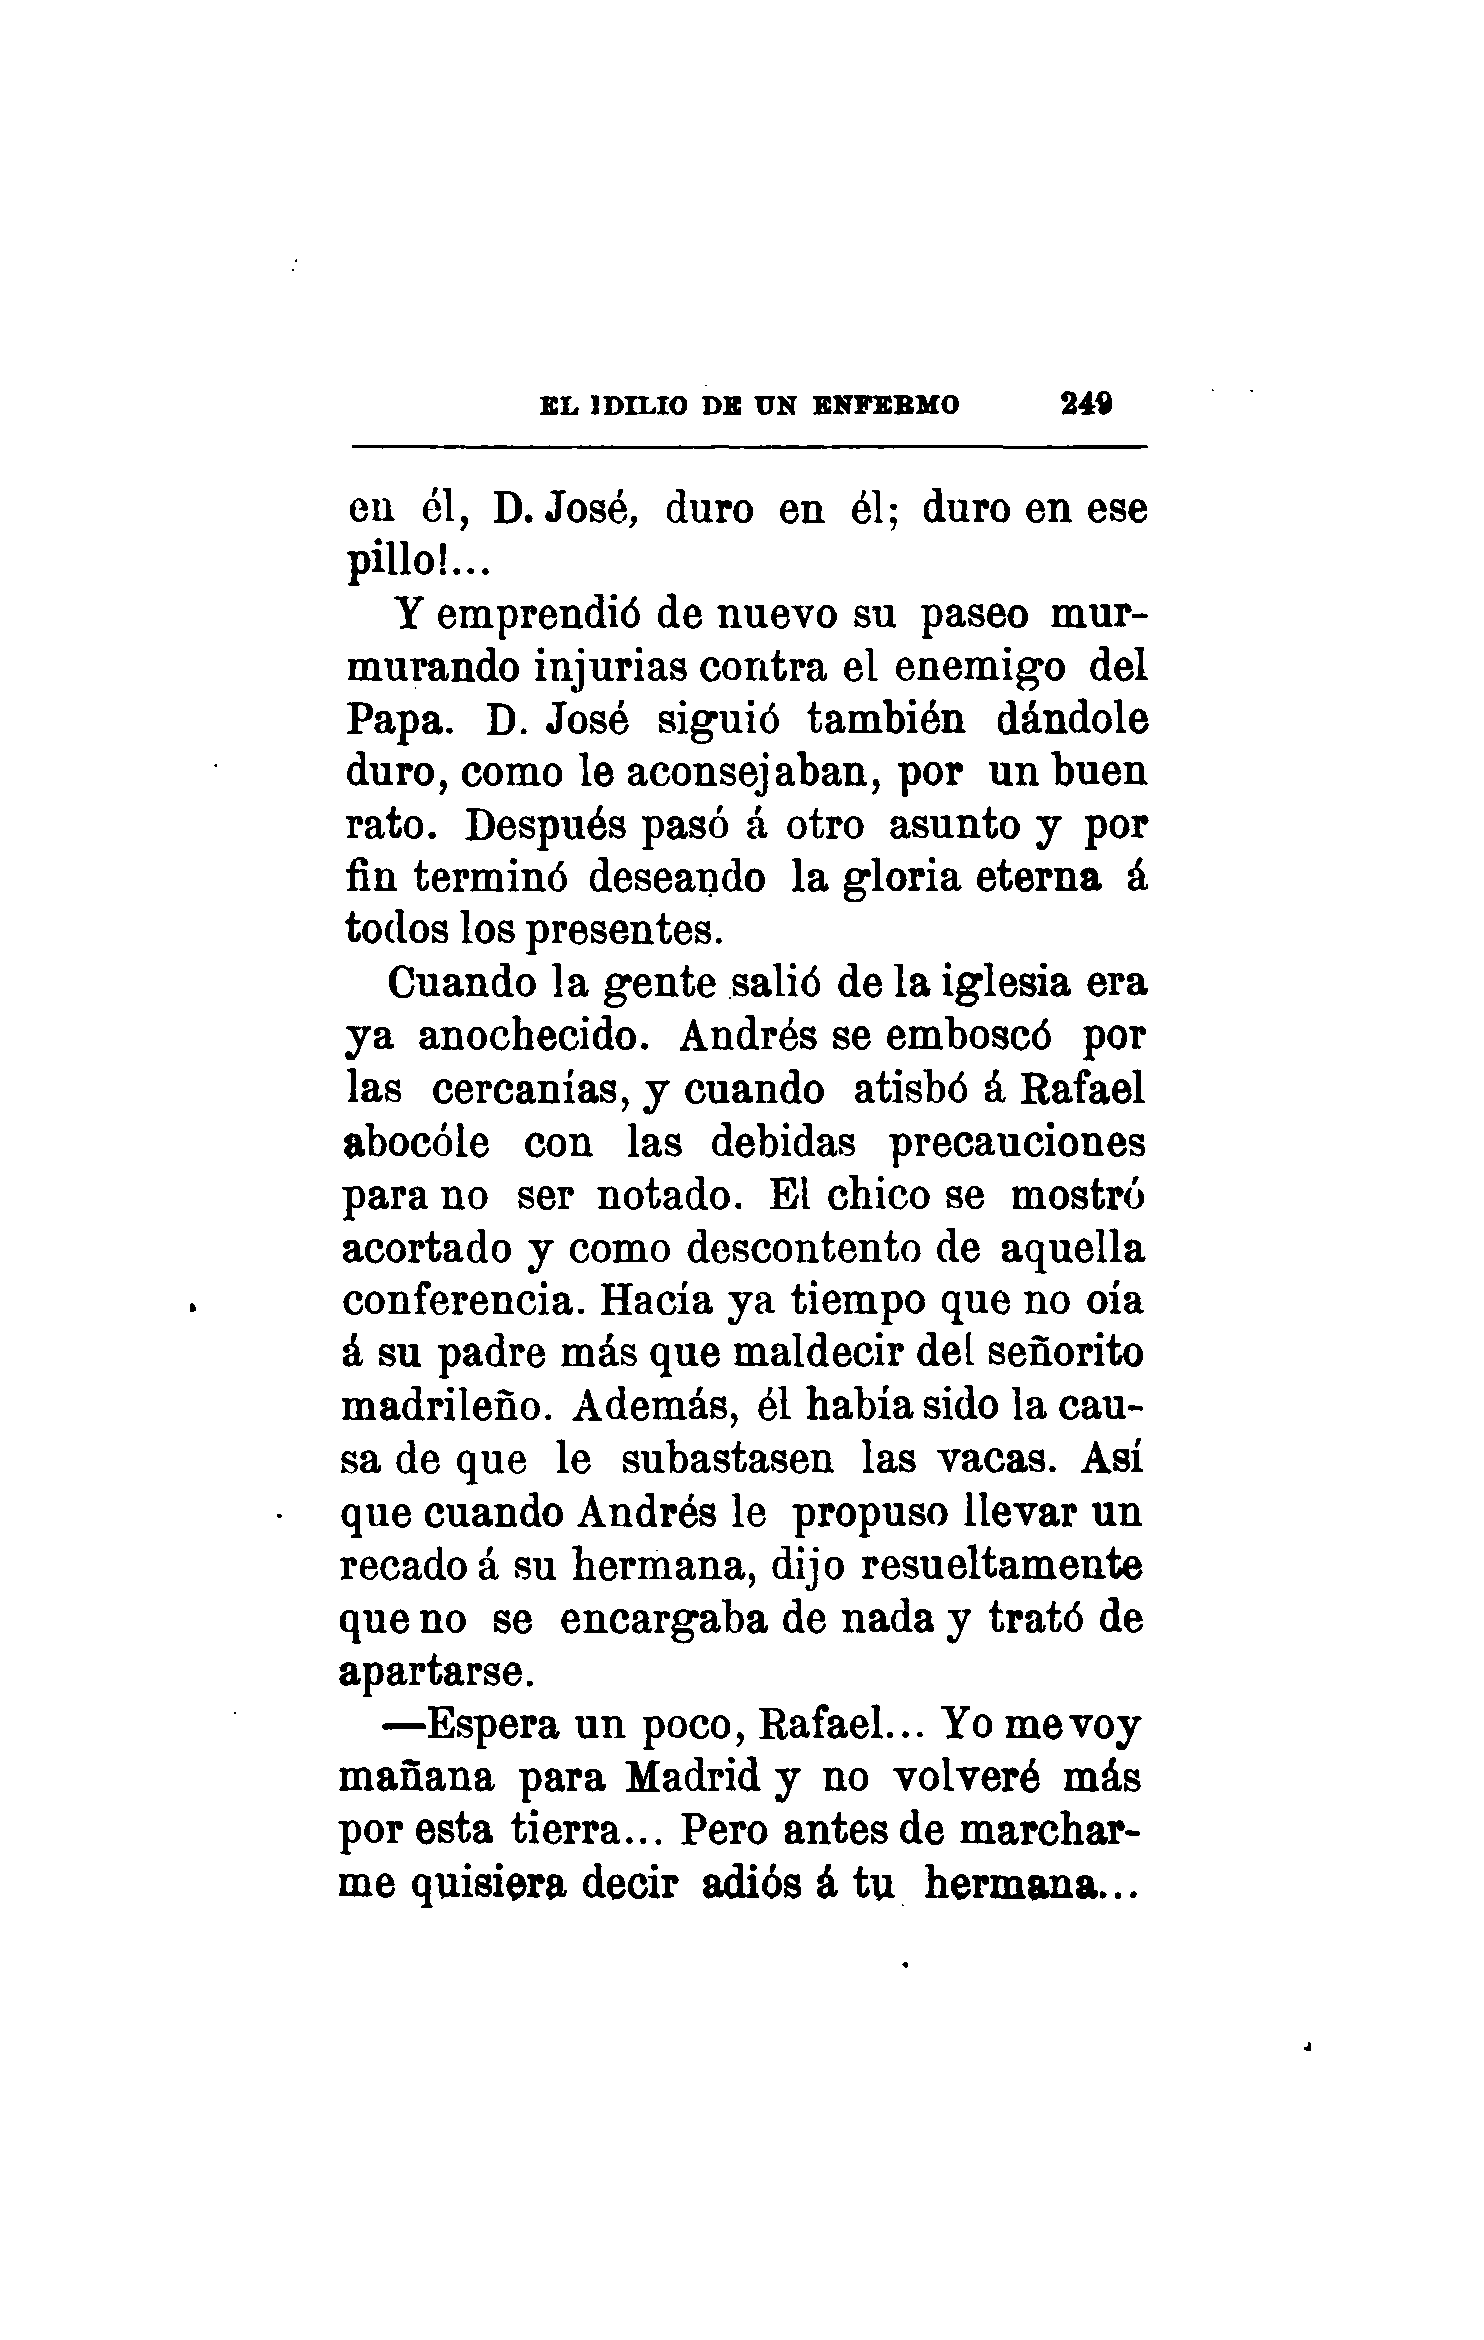 EL IDILIO DE UN ENFERMO 249
en él, D. José, duro en él; duro en ese
pillo!...
Y emprendió de nuevo su paseo mur-
murando injurias contra el enemigo del
Papa. D. José siguió también dándole
duro, como le aconsejaban, por un buen
rato. Después pasó á otro asunto y por
fin terminó deseando la gloria eterna á
todos los presentes.
Cuando la gente salió de la iglesia era
ya anochecido. Andrés se emboscó por
las cercanías, y cuando atisbó á Rafael
abocóle con las debidas precauciones
para no ser notado. El chico se mostró
acortado y como descontento de aquella
conferencia. Hacía ya tiempo que no oía
á su padre más que maldecir del señorito
madrileño. Además, él había sido la cau-
sa de que le subastasen las vacas. Así
que cuando Andrés le propuso llevar un
recado á su hermana, dijo resueltamente
que no se encargaba de nada y trató de
apartarse.
—Espera un poco, Rafael... Yo me voy
mañana para Madrid y no volveré más
por esta tierra... Pero antes de marchar-
me quisiera decir adiós á tu hermana...